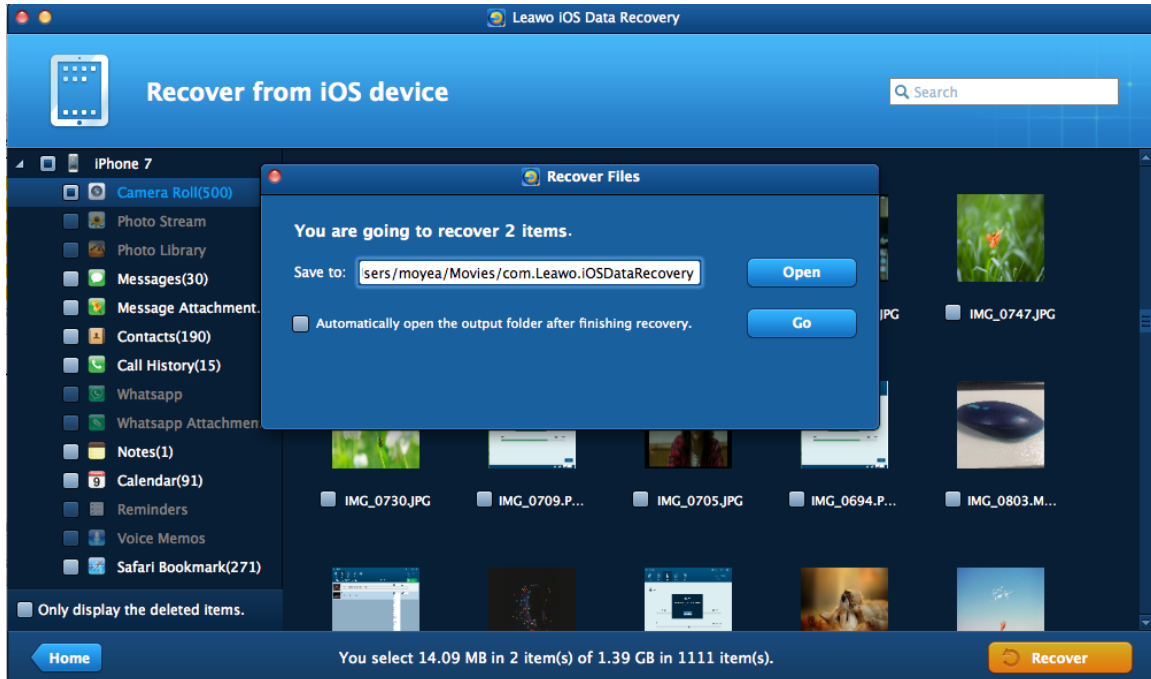 Leawo iOS Data Recovery
Recover from iOS device
Search
iPhone 7
Camera Roll(500)
Photo Stream
Photo Library
Messages(30)
Message Attachment.
Contacts(190)
Call History(15)
Whatsapp
Whatsapp Attachmen
Notes(1)
9
Calendar(91)
Reminders
Voice Memos
Safari Bookmark(271)
Only display the deleted items.
Recover Files
You are going to recover 2 items.
Save to:
sers/moyea/Movies/com.Leawo.iOSDataRecovery
Open
Automatically open the output folder after finishing recovery.
Go
JPG
IMG_0747.JPG
IMG_0730.JPG
IMG_0709.P...
IMG_0705.JPG
IMG_0694.P...
IMG_0803.M...
Home
You select 14.09 MB in 2 item(s) of 1.39 GB in 1111 item(s).
Recover